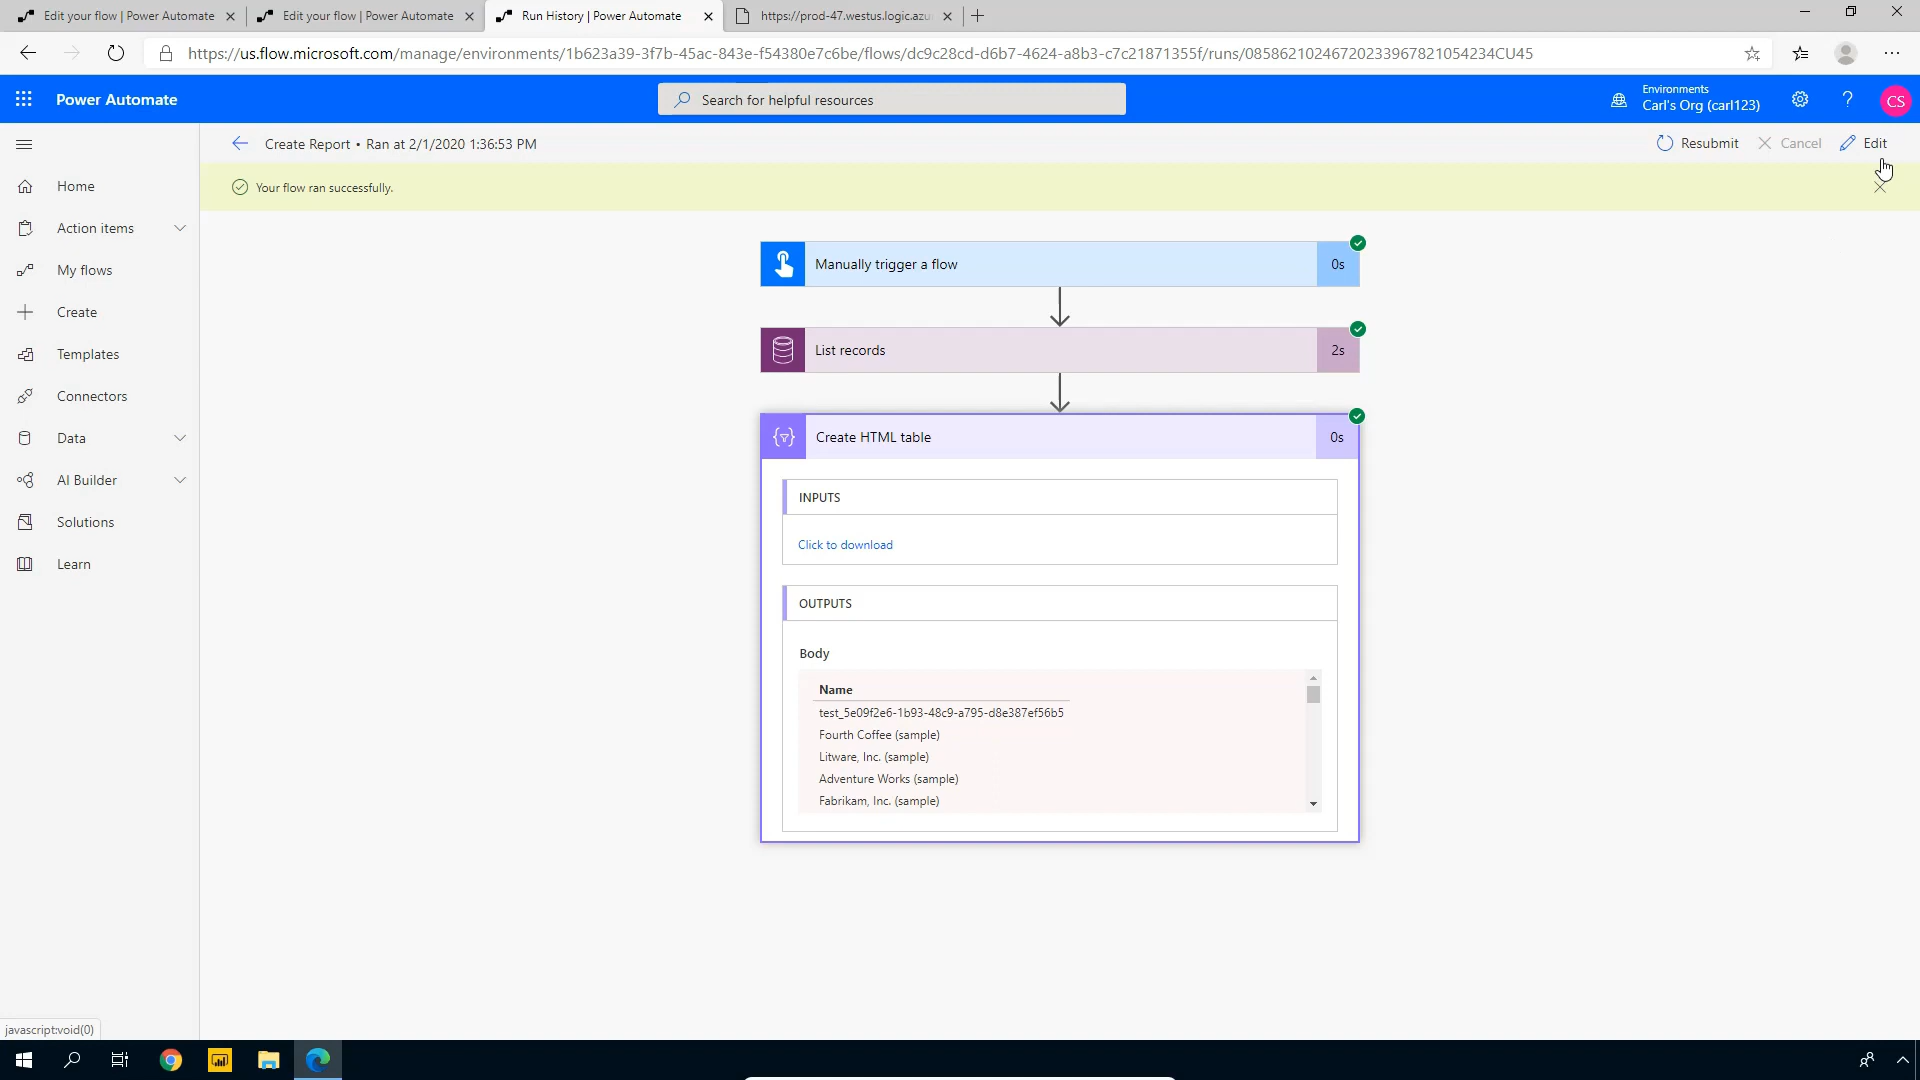 Edit your flow | Power Automate
Edit your flow | Power Automate
Run History | Power Automate
https://prod-47.westus.logic.azu
https://us.flow.microsoft.com/manage/environments/1b623a39-3f7b-45ac-843e-f54380e7c6be/flows/dc9c28cd-d6b7-4624-a8b3-c7c21871355f/runs/08586210246720233967821054234CU45
Power Automate
Search for helpful resources
Environments
Carl's Org (carl123)
?
CS
Create Report • Ran at 2/1/2020 1:36:53 PM
Resubmit
Cancel
Edit
Your flow ran successfully.
Home
Action items
My flows
Create
Templates
Connectors
Data
AI Builder
Solutions
Learn
Manually trigger a flow
0s
List records
2s
Create HTML table
0s
INPUTS
Click to download
OUTPUTS
Body
Name
test_5e09f2e6-1b93-48c9-a795-d8e387ef56b5
Fourth Coffee (sample)
Litware, Inc. (sample)
Adventure Works (sample)
Fabrikam, Inc. (sample)
javascript:void(0)